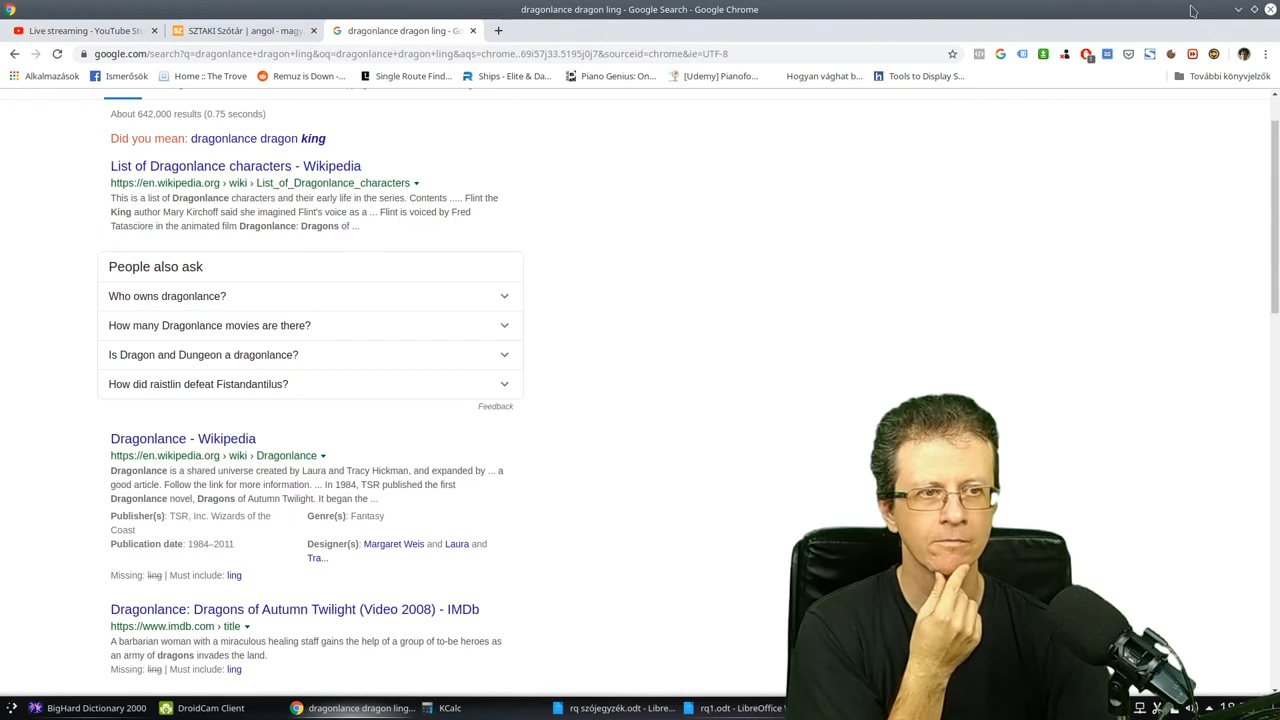 dragonlance dragon ling - Google Search - Google Chrome
Live streaming - YouTube Stu
SZTAKI Szótár | angol - magy
dragonlance dragon ling - Go
google.com/search?q=dragonlance+dragon+ling&oq=dragonlance+dragon+ling&aqs=chrome..69i57j33.5195j0j7&sourceid=chrome&ie=UTF-8
Alkalmazások
Ismerősök
Home :: The Trove
Remuz is Down -...
Single Route Find...
Ships - Elite & Da...
Piano Genius: On...
[Udemy] Pianofo...
Hogyan vághat b...
Tools to Display S...
További könyvjelzők
About 642,000 results (0.75 seconds)
Did you mean: dragonlance dragon king
List of Dragonlance characters - Wikipedia
https://en.wikipedia.org › wiki › List_of_Dragonlance_characters
This is a list of Dragonlance characters and their early life in the series. Contents ..... Flint the
King author Mary Kirchoff said she imagined Flint's voice as a ... Flint is voiced by Fred
Tatasciore in the animated film Dragonlance: Dragons of ...
People also ask
Who owns dragonlance?
How many Dragonlance movies are there?
Is Dragon and Dungeon a dragonlance?
How did raistlin defeat Fistandantilus?
Feedback
Dragonlance - Wikipedia
https://en.wikipedia.org › wiki › Dragonlance
Dragonlance is a shared universe created by Laura and Tracy Hickman, and expanded by ... a
good article. Follow the link for more information. ... In 1984, TSR published the first
Dragonlance novel, Dragons of Autumn Twilight. It began the ...
Publisher(s): TSR, Inc. Wizards of the
Coast
Genre(s): Fantasy
Publication date: 1984–2011
Designer(s): Margaret Weis and Laura and
Tra...
Missing: ling | Must include: ling
Dragonlance: Dragons of Autumn Twilight (Video 2008) - IMDb
https://www.imdb.com › title
A barbarian woman with a miraculous healing staff gains the help of a group of to-be heroes as
an army of dragons invades the land.
Missing: ling | Must include: ling
BigHard Dictionary 2000
DroidCam Client
dragonlance dragon ling...
KCalc
rq szójegyzék.odt - Libre...
rq1.odt - LibreOffice